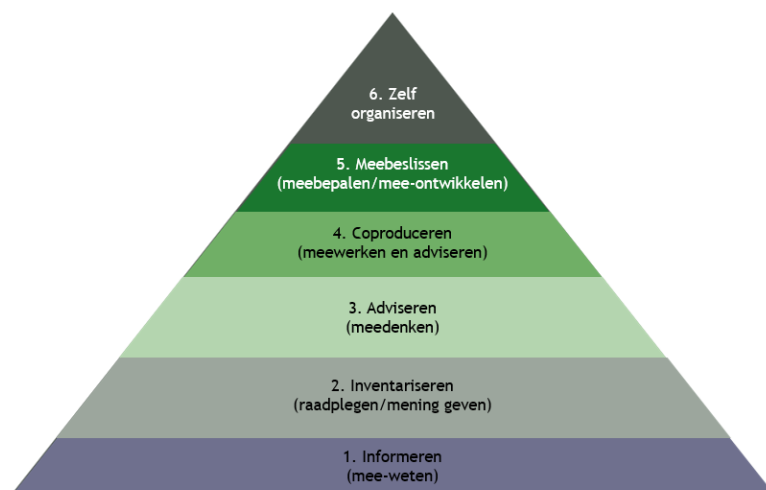 6. Zelf
organiseren
5. Meebeslissen
(meebepalen/mee-ontwikkelen)
4. Coproduceren
(meewerken en adviseren)
3. Adviseren
(meedenken)
2. Inventariseren
(raadplegen/mening geven)
1. Informeren
(mee-weten)